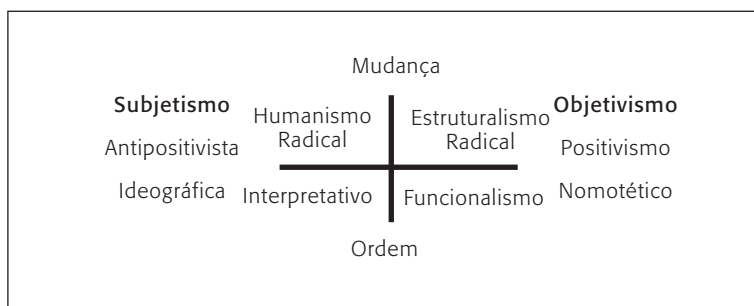 Mudança
Subjetismo
Antipositivista
Ideográfica
Humanismo
Radical
Interpretativo
Estruturalismo
Radical
Funcionalismo
Objetivismo
Positivismo
Nomotético
Ordem